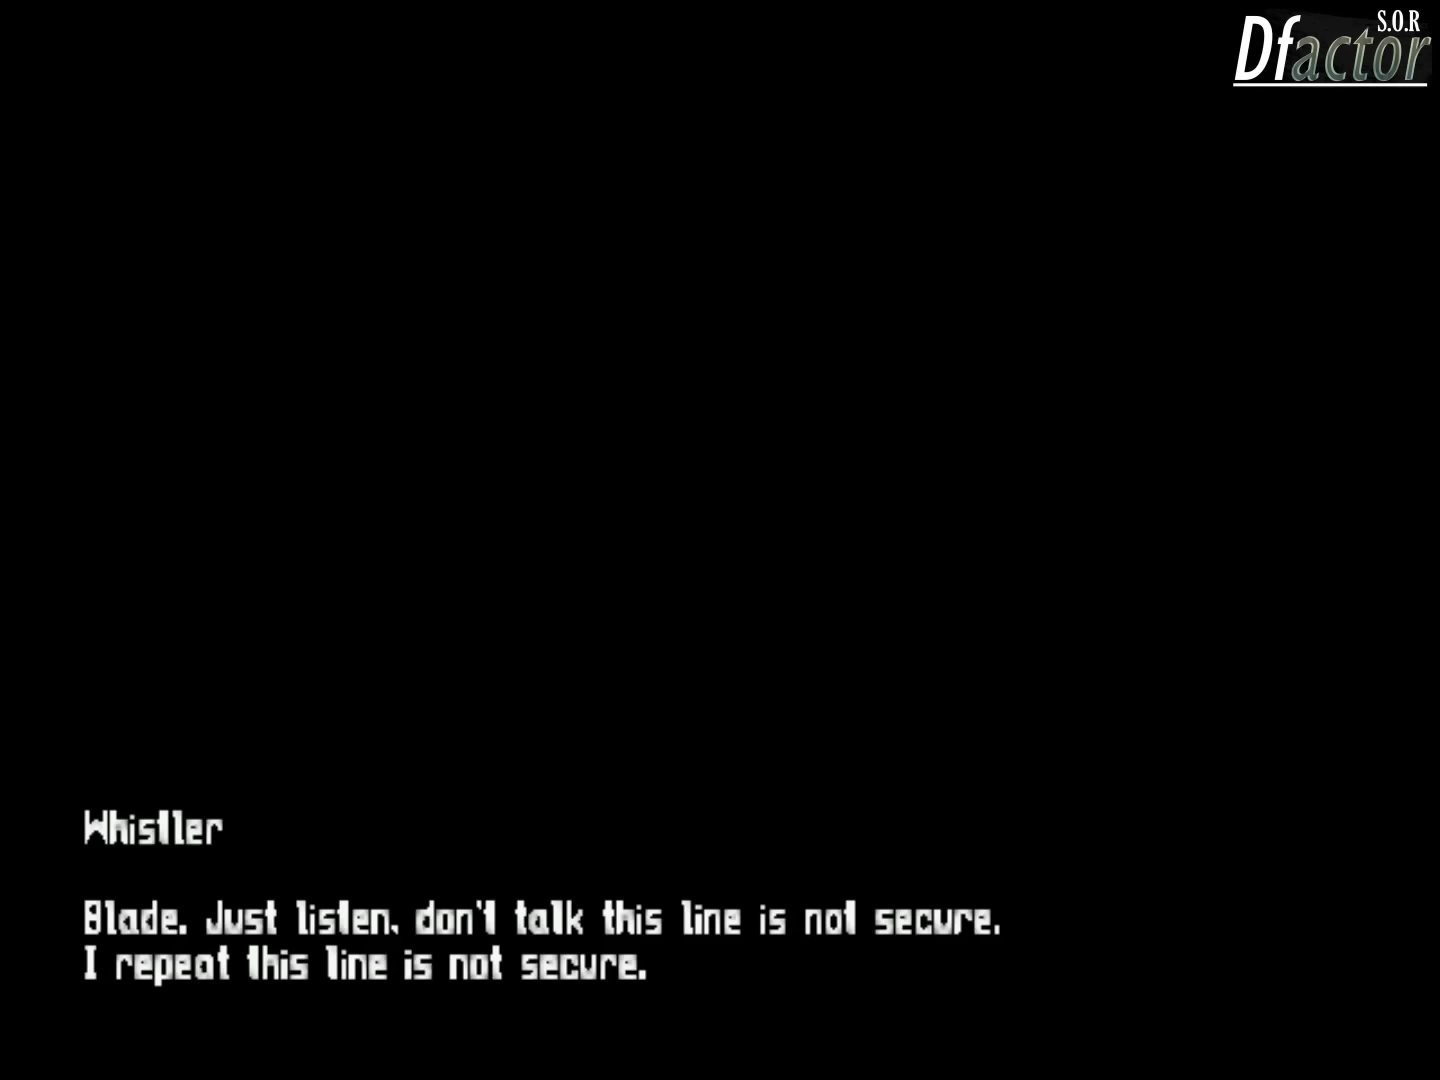 S.O.R
Dfactor
Whistler
Blade. Just listen, don't talk this line is not secure.
I repeat this line is not secure.